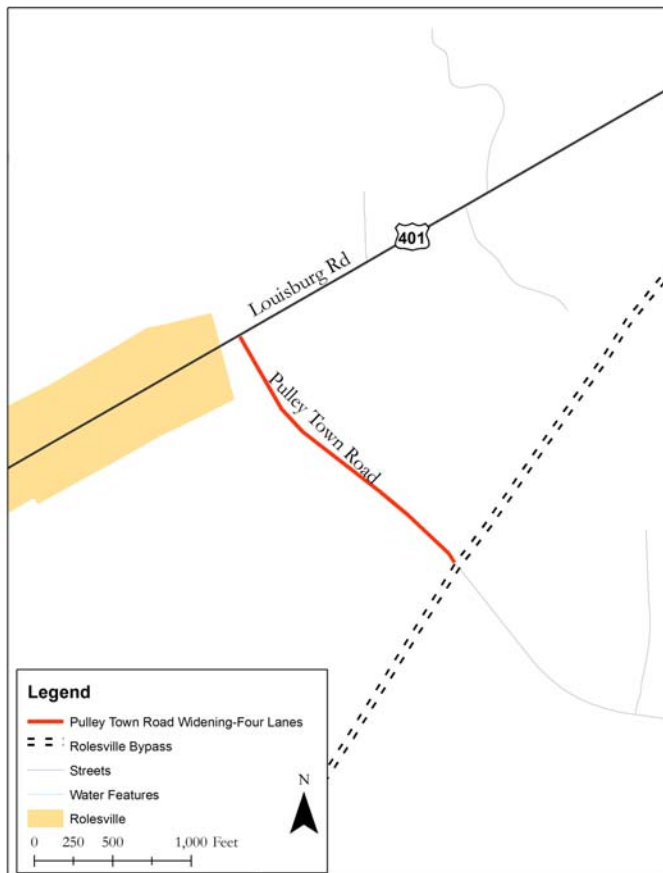 401
Louisburg Rd
Pulley Town Road
Legend
Pulley Town Road Widening-Four Lanes
Rolesville Bypass
Streets
Water Features
Rolesville
N
0 250 500 1,000 Feet